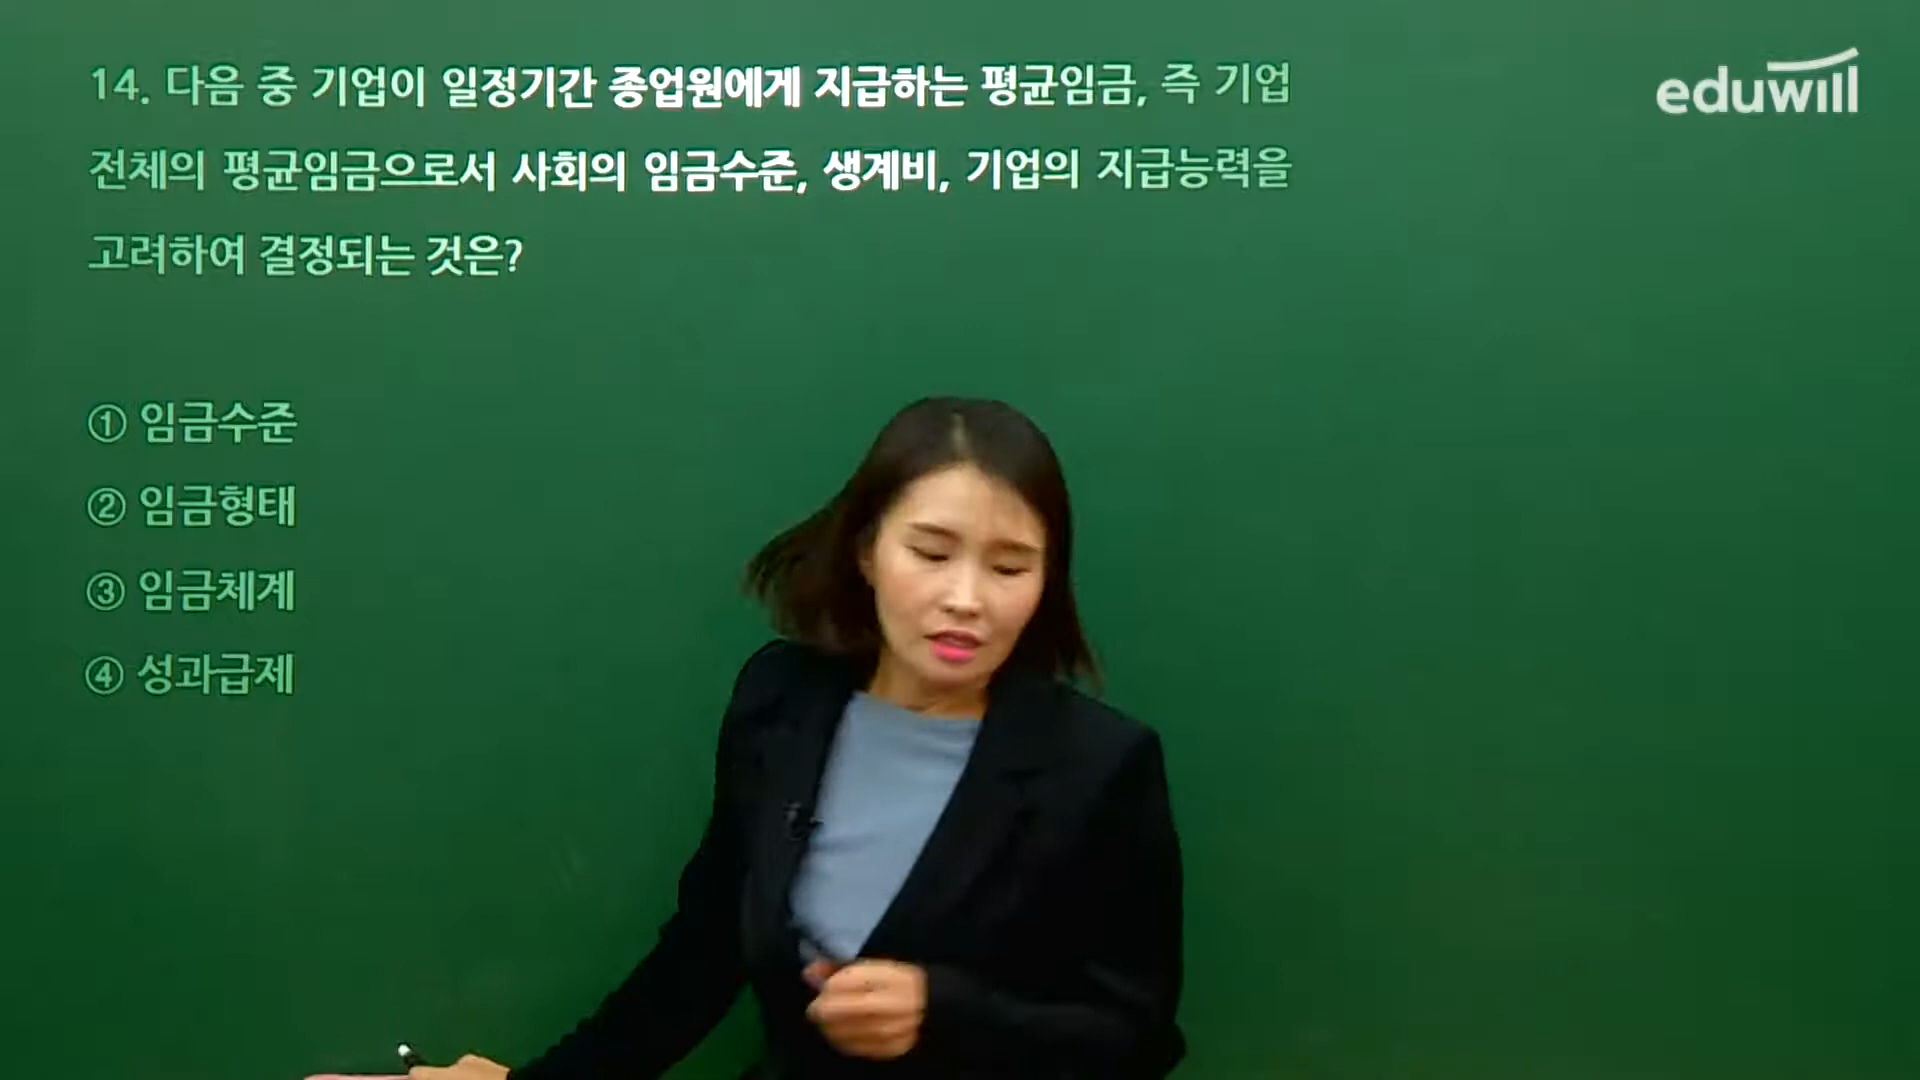 14. 다음 중 기업이 일정기간 종업원에게 지급하는 평균임금, 즉 기업
전체의 평균임금으로서 사회의 임금수준, 생계비, 기업의 지급능력을
고려하여 결정되는 것은?
eduwill
① 임금수준
② 임금형태
③ 임금체계
④ 성과급제